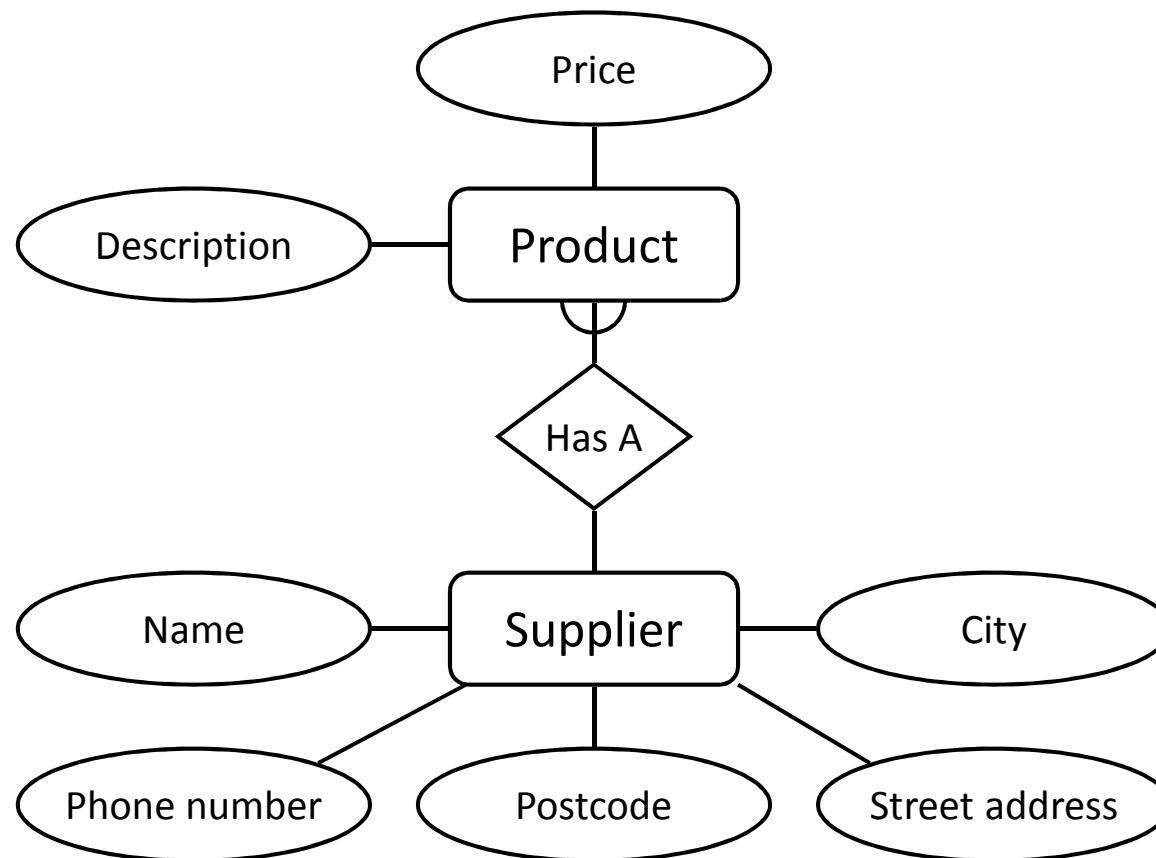 Price
Description
Product
Has A
Name
Supplier
City
Phone number
Postcode
Street address